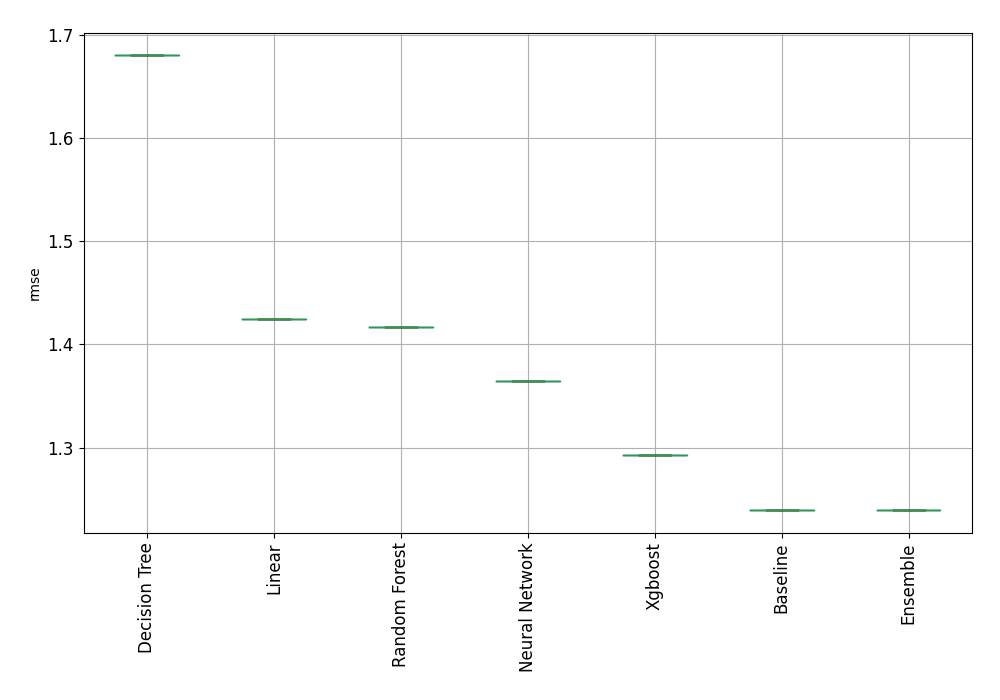 1.7
1.6
1.5
1.4
1.3
rmse
Decision Tree
Linear
Random Forest
Neural Network
Xgboost
Baseline
Ensemble